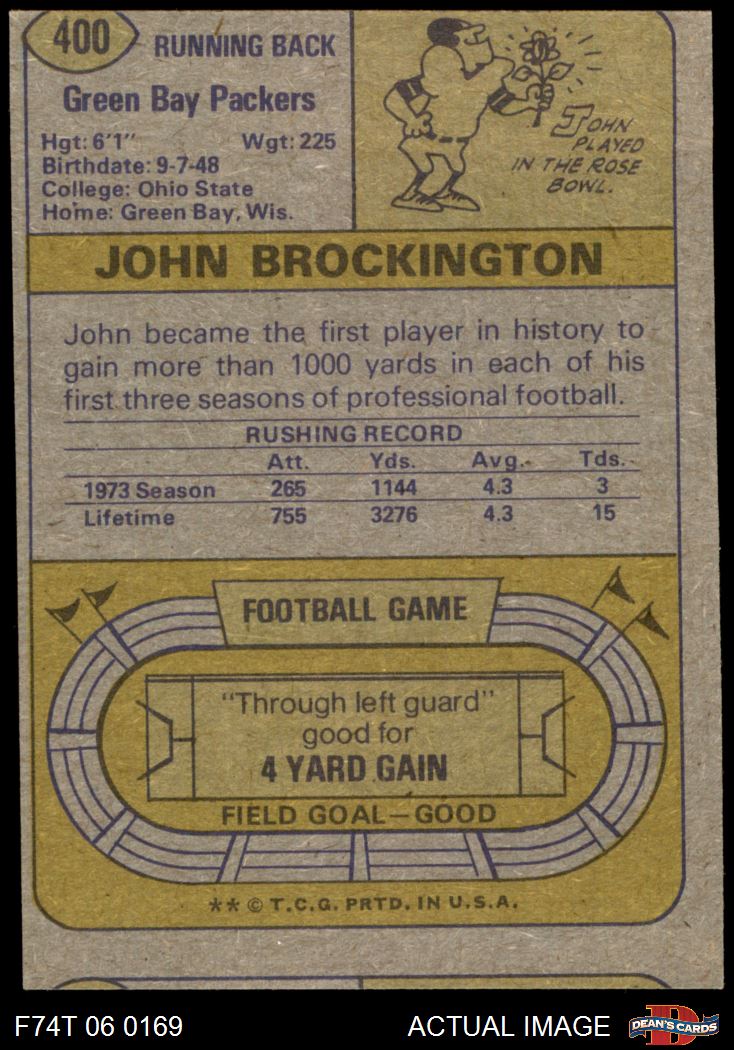 400
RUNNING BACK
Green Bay Packers
Hgt: 6'1" Wgt: 225
Birthdate: 9-7-48
College: Ohio State
Home: Green Bay, Wis.
JOHN
PLAYED
IN THE ROSE
BOWL.
JOHN BROCKINGTON
John became the first player in history to
gain more than 1000 yards in each of his
first three seasons of professional football.
RUSHING RECORD
Att. Yds. Avg. Tds.
1973 Season 265 1144 4.3 3
Lifetime 755 3276 4.3 15
FOOTBALL GAME
"Through left guard"
good for
4 YARD GAIN
FIELD GOAL—GOOD
** © T.C.G. PRTD. IN U.S.A.
F74T 06 0169 ACTUAL IMAGE DEAN'S CARDS